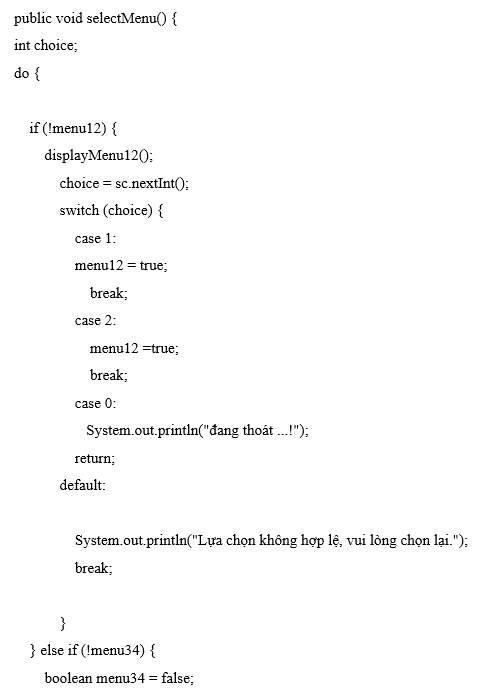 public void selectMenu() {
int choice;
do {
if (!menu12) {
displayMenu12();
choice = sc.nextInt();
switch (choice) {
case 1:
menu12 = true;
break;
case 2:
menu12 =true;
break;
case 0:
System.out.println("đang thoát ...!");
return;
default:
System.out.println("Lựa chọn không hợp lệ, vui lòng chọn lại.");
break;
}
} else if (!menu34) {
boolean menu34 = false;